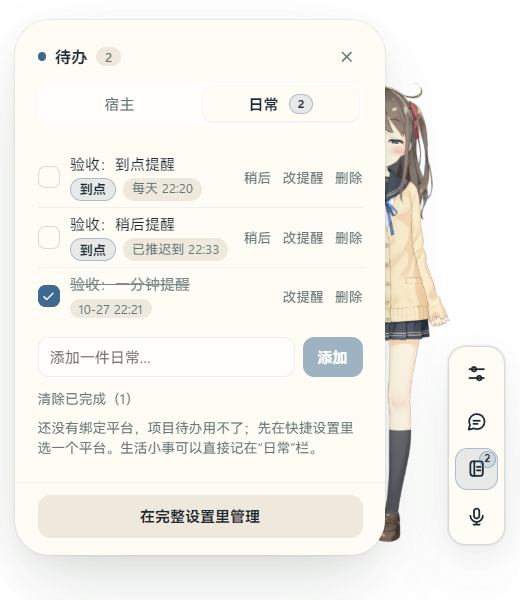 待办 2
宿主
日常 2
验收：到点提醒
到点 每天 22:20
稍后 改提醒 删除
验收：稍后提醒
到点 已推迟到 22:33
稍后 改提醒 删除
验收：一分钟提醒
10-27 22:21
改提醒 删除
添加一件日常...
添加
清除已完成（1）
还没有绑定平台，项目待办用不了；先在快捷设置里
选一个平台。生活小事可以直接记在“日常”栏。
在完整设置里管理
2